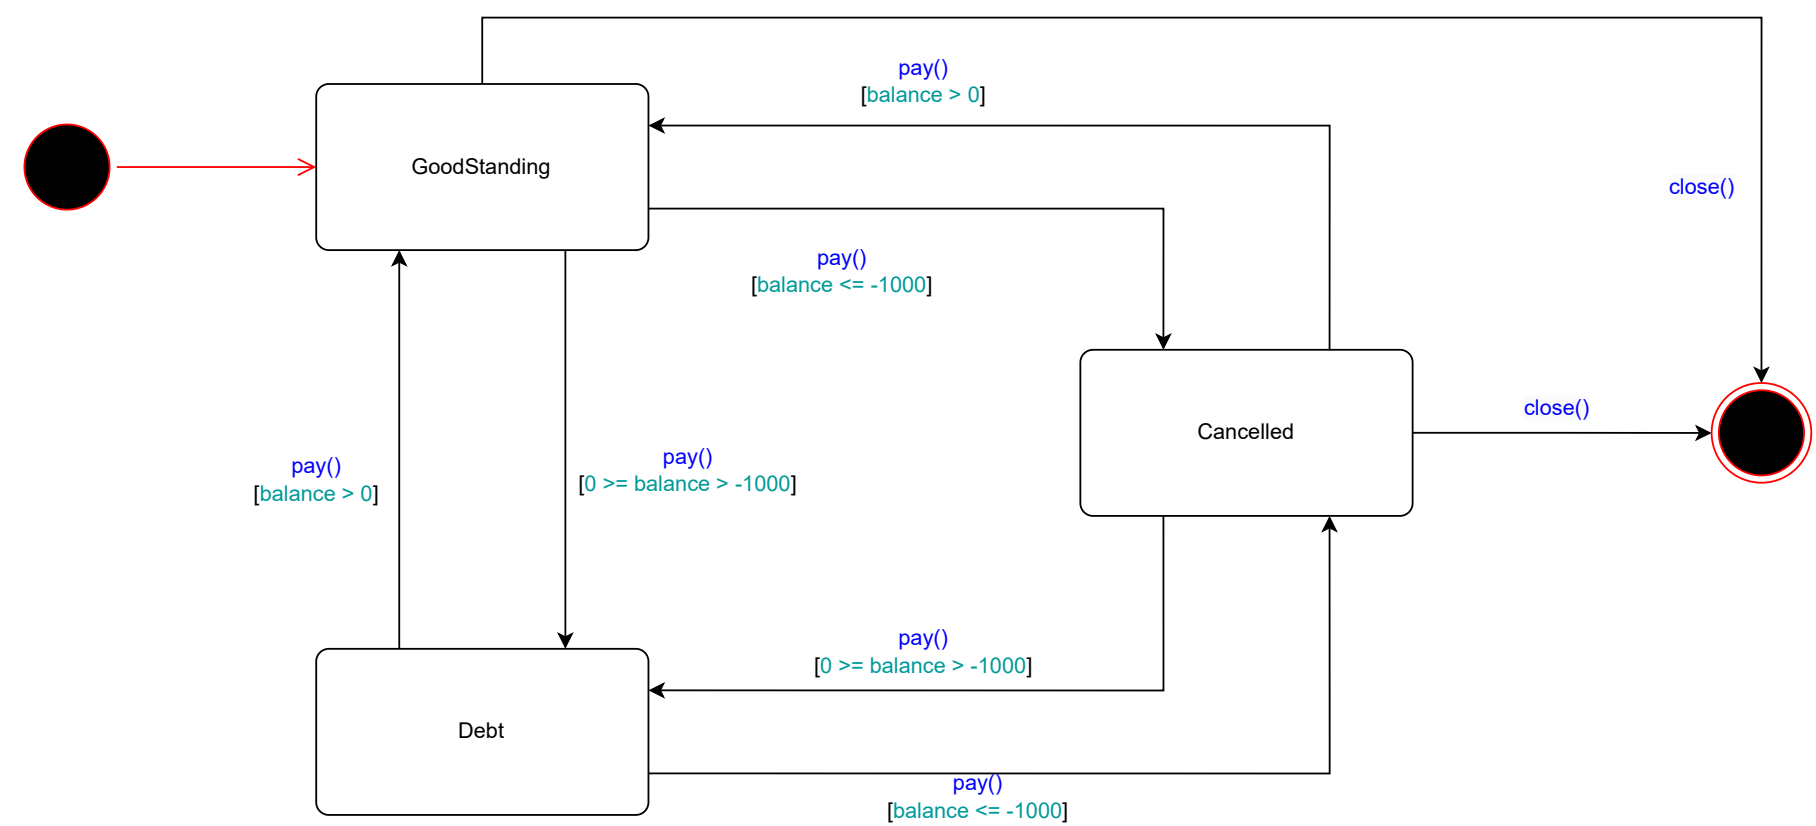 pay()
[balance > 0]
GoodStanding
close()
pay()
[balance <= -1000]
close()
Cancelled
pay()
[balance > 0]
pay()
[0 >= balance > -1000]
pay()
[0 >= balance > -1000]
Debt
pay()
[balance <= -1000]